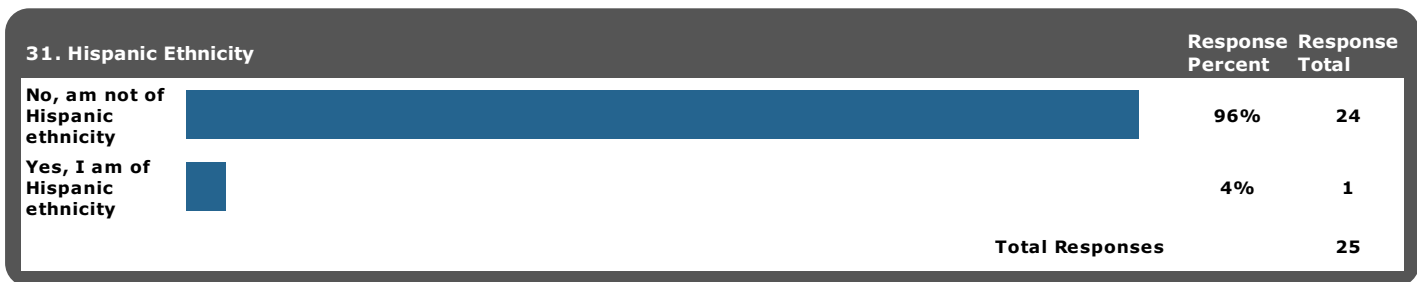 31. Hispanic Ethnicity
Response Response
Percent Total
No, am not of
Hispanic
ethnicity
96% 24
Yes, I am of
Hispanic
ethnicity
4% 1
Total Responses 25